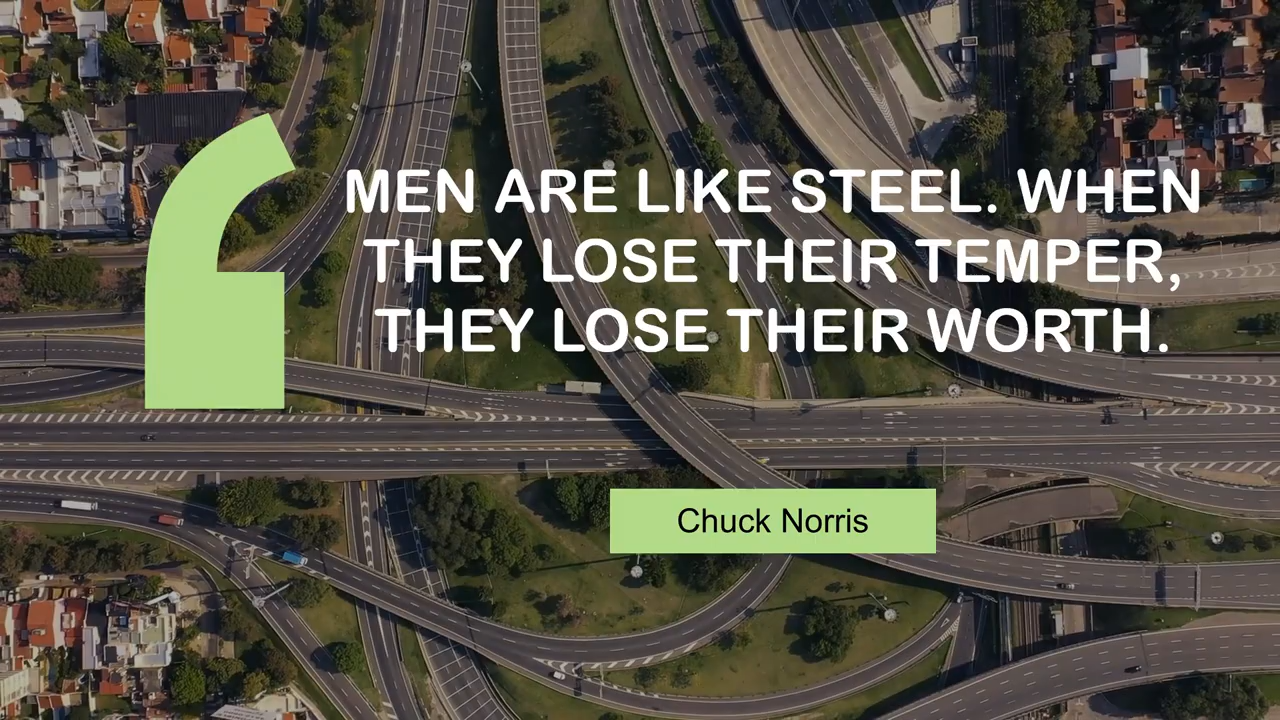 MEN ARE LIKE STEEL. WHEN
THEY LOSE THEIR TEMPER,
THEY LOSE THEIR WORTH.
Chuck Norris